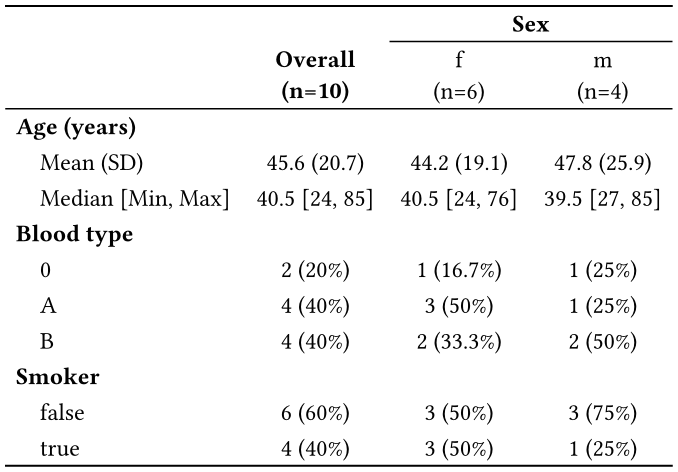 Sex
Overall f m
(n=10) (n=6) (n=4)
Age (years)
Mean (SD) 45.6 (20.7) 44.2 (19.1) 47.8 (25.9)
Median [Min, Max] 40.5 [24, 85] 40.5 [24, 76] 39.5 [27, 85]
Blood type
0 2 (20%) 1 (16.7%) 1 (25%)
A 4 (40%) 3 (50%) 1 (25%)
B 4 (40%) 2 (33.3%) 2 (50%)
Smoker
false 6 (60%) 3 (50%) 3 (75%)
true 4 (40%) 3 (50%) 1 (25%)